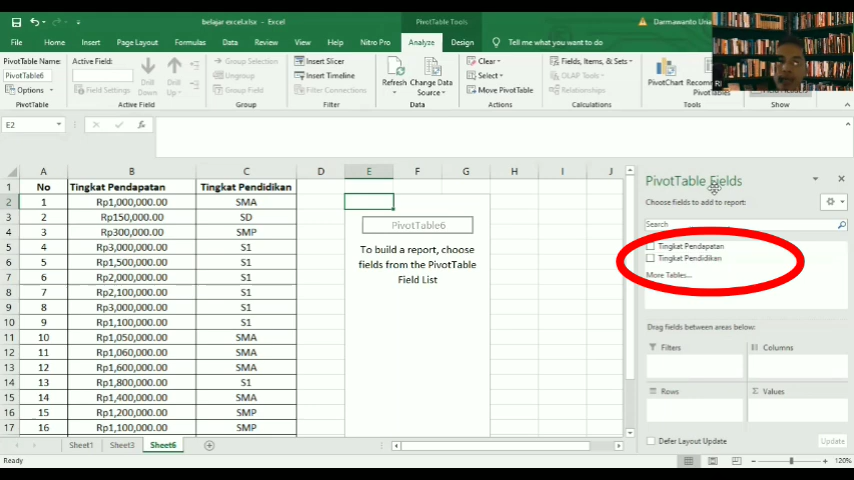 belajar excel.xlsx - Excel
PivotTable Tools
Darmawanto Uria
File Home Insert Page Layout Formulas Data Review View Help Nitro Pro Analyze Design Tell me what you want to do
PivotTable Name:
PivotTable6
Options
PivotTable
Active Field:
Field Settings
Drill Down
Drill Up
Active Field
Group Selection
Ungroup
Group Field
Group
Insert Slicer
Insert Timeline
Filter Connections
Filter
Refresh
Change Data Source
Data
Clear
Select
Move PivotTable
Actions
Fields, Items, & Sets
OLAP Tools
Relationships
Calculations
PivotChart
PivotTables
Tools
Field Headers
Show
E2
fx
A B C D E F G H I J
1 No Tingkat Pendapatan Tingkat Pendidikan
2 1 Rp1,000,000.00 SMA
3 2 Rp150,000.00 SD
4 3 Rp300,000.00 SMP
5 4 Rp3,000,000.00 S1
6 5 Rp1,500,000.00 S1
7 6 Rp2,000,000.00 S1
8 7 Rp2,100,000.00 S1
9 8 Rp3,000,000.00 S1
10 9 Rp1,100,000.00 S1
11 10 Rp1,050,000.00 SMA
12 11 Rp1,060,000.00 SMA
13 12 Rp1,600,000.00 SMA
14 13 Rp1,800,000.00 S1
15 14 Rp1,400,000.00 SMA
16 15 Rp1,200,000.00 SMP
17 16 Rp1,100,000.00 SMP
PivotTable6
To build a report, choose
fields from the PivotTable
Field List
PivotTable Fields
Choose fields to add to report:
Search
Tingkat Pendapatan
Tingkat Pendidikan
More Tables...
Drag fields between areas below:
Filters
Columns
Rows
Values
Defer Layout Update
Update
Sheet1 Sheet3 Sheet6
Ready
120%